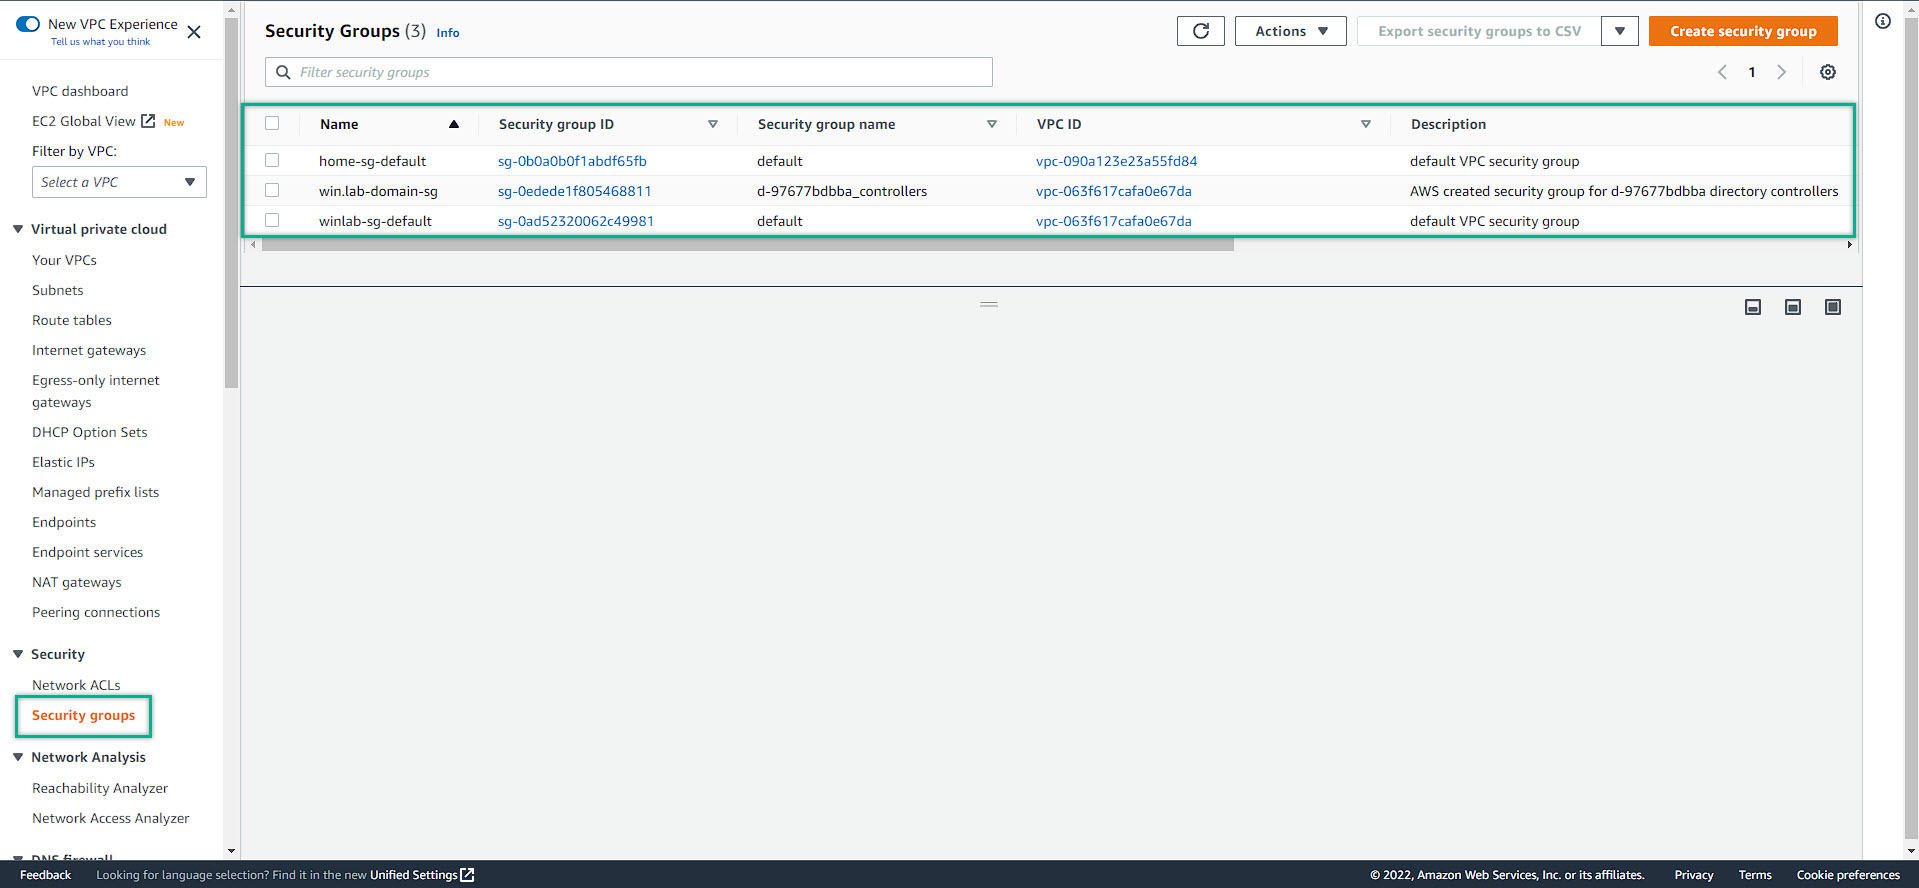 New VPC Experience
Tell us what you think
VPC dashboard
EC2 Global View New
Filter by VPC:
Select a VPC
Virtual private cloud
Your VPCs
Subnets
Route tables
Internet gateways
Egress-only internet
gateways
DHCP Option Sets
Elastic IPs
Managed prefix lists
Endpoints
Endpoint services
NAT gateways
Peering connections
Security
Network ACLs
Security groups
Network Analysis
Reachability Analyzer
Network Access Analyzer
DNS firewall
Security Groups (3) Info
Actions
Export security groups to CSV
Create security group
Filter security groups
1
Name Security group ID Security group name VPC ID Description
home-sg-default sg-0b0a0b0f1abdf65fb default vpc-090a123e23a55fd84 default VPC security group
win.lab-domain-sg sg-0edede1f805468811 d-97677bdbba_controllers vpc-063f617cafa0e67da AWS created security group for d-97677bdbba directory controllers
winlab-sg-default sg-0ad52320062c49981 default vpc-063f617cafa0e67da default VPC security group
Feedback Looking for language selection? Find it in the new Unified Settings © 2022, Amazon Web Services, Inc. or its affiliates. Privacy Terms Cookie preferences